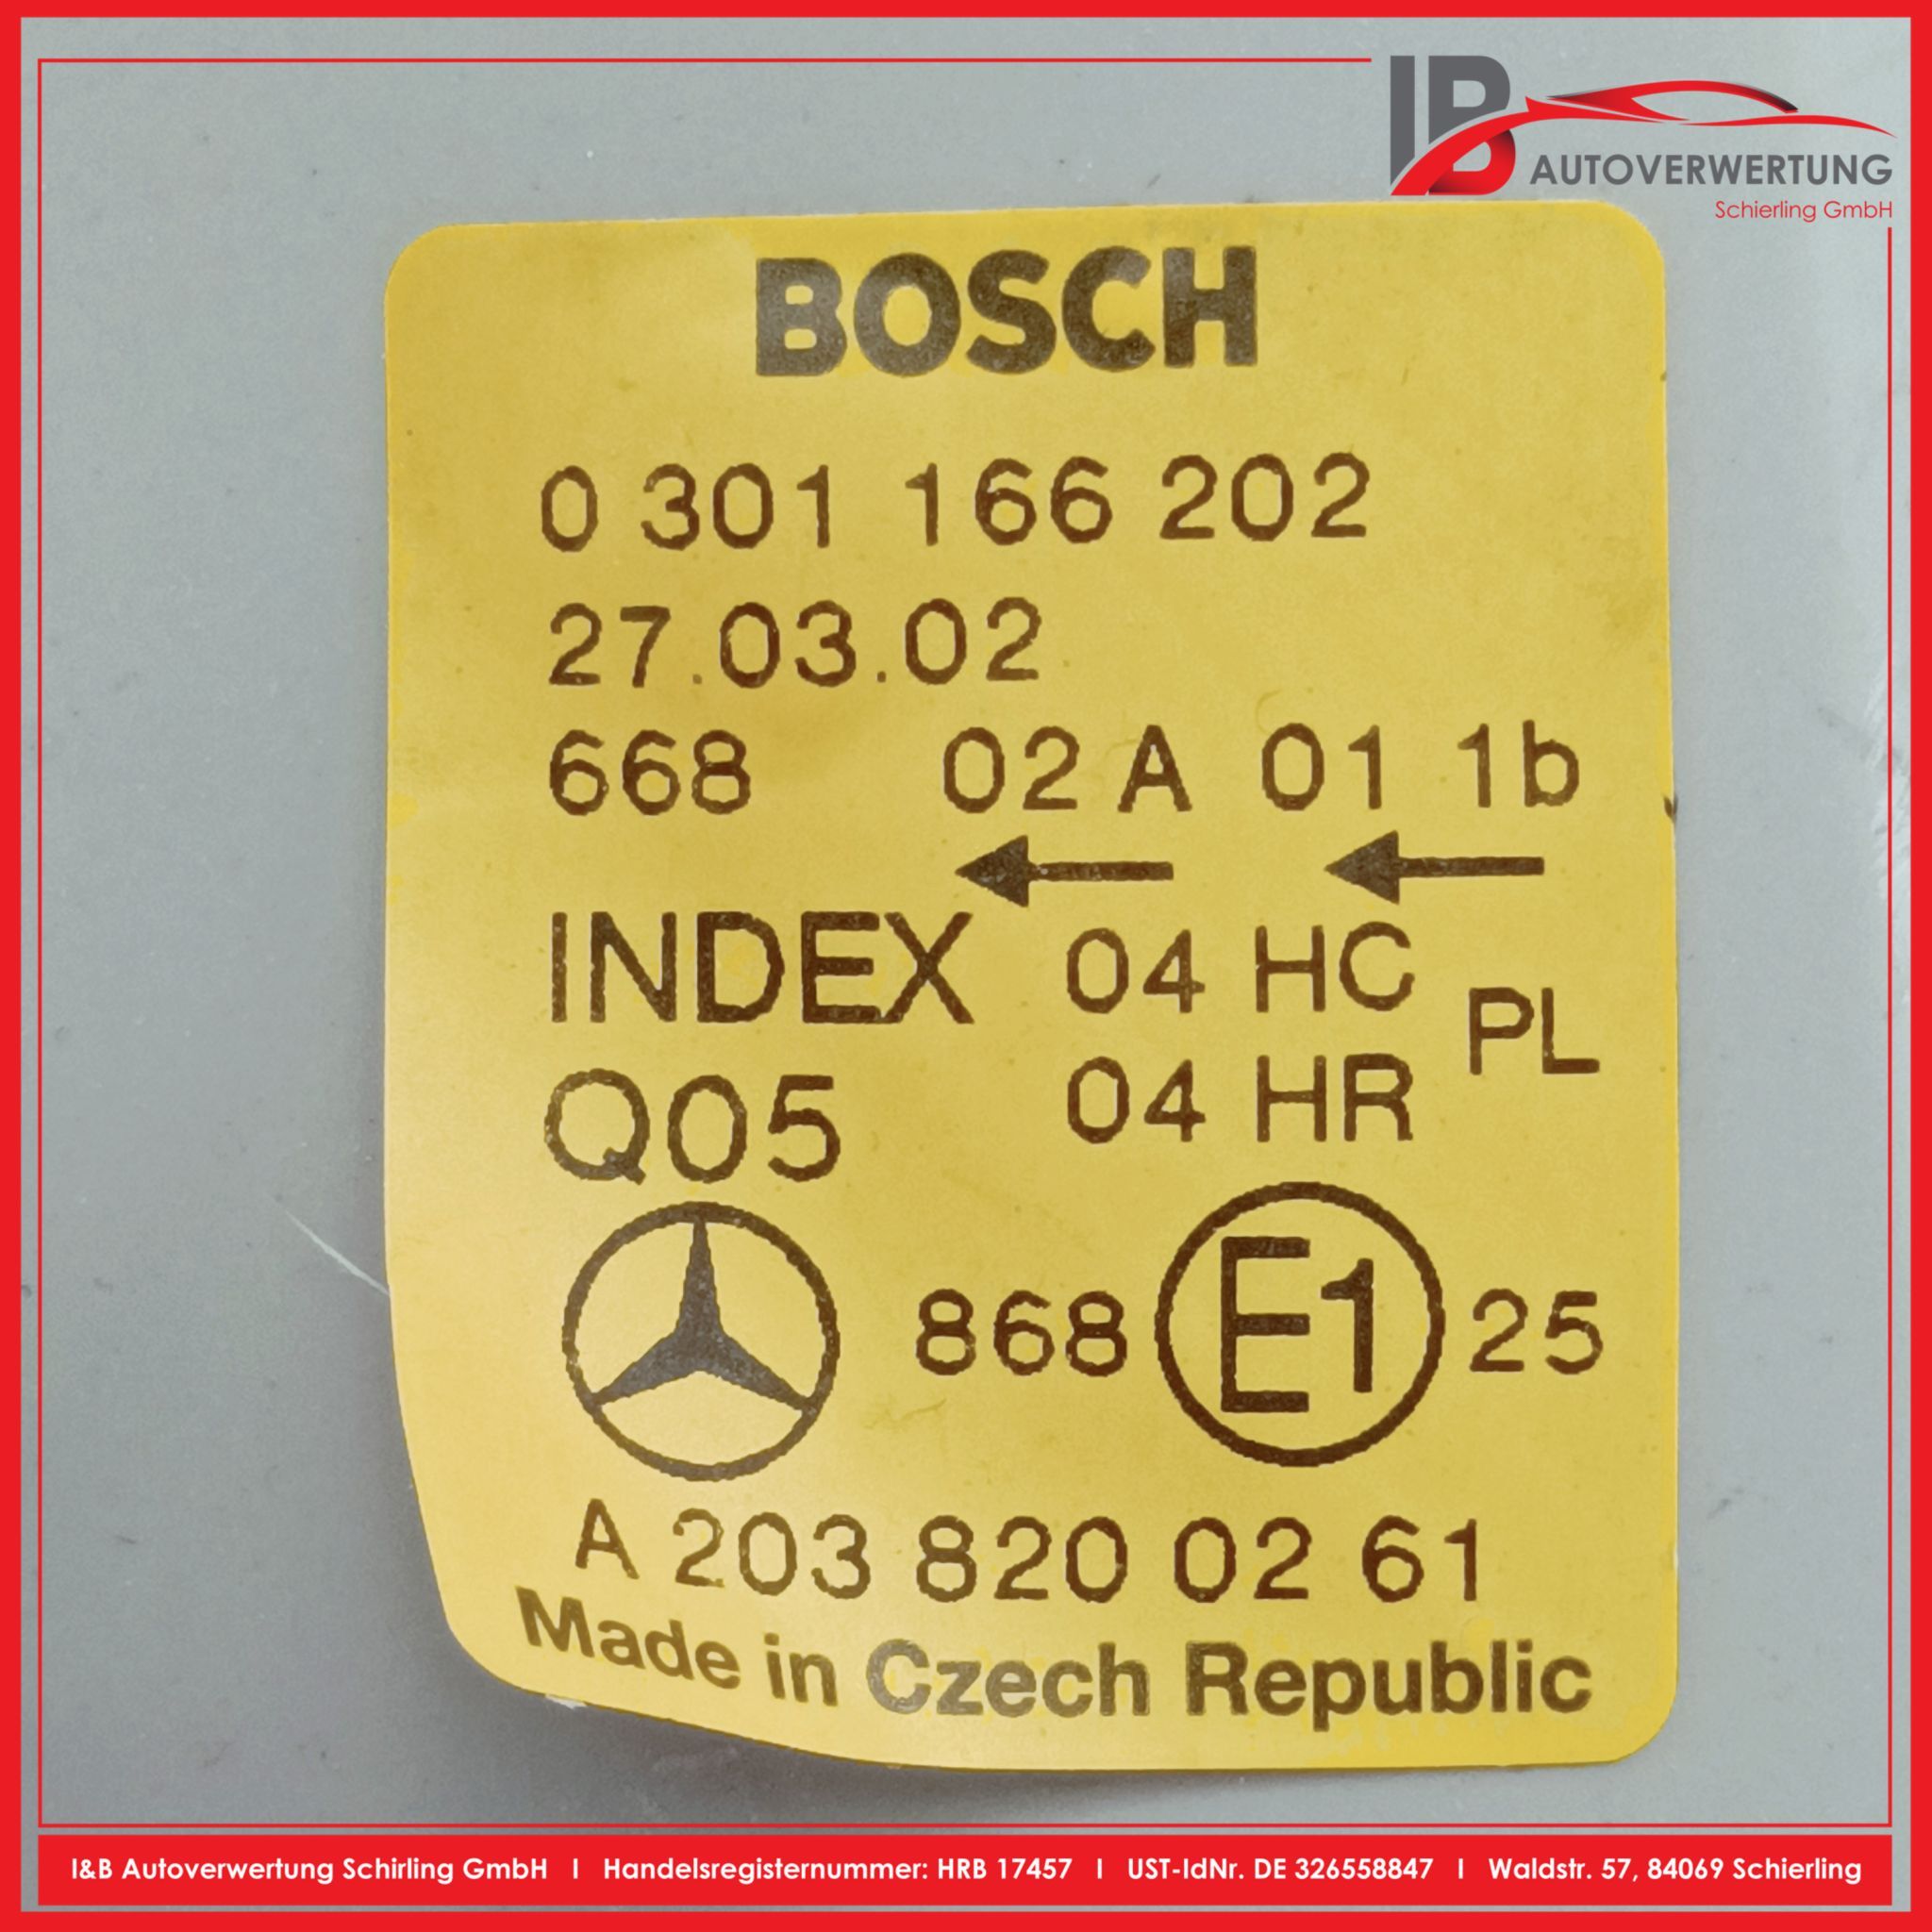 IB AUTOVERWERTUNG
Schierling GmbH
BOSCH
0 301 166 202
27.03.02
668 02 A 01 1b
INDEX 04 HC PL
Q05 04 HR
868 E1 25
A 203 820 02 61
Made in Czech Republic
I&B Autoverwertung Schirling GmbH I Handelsregisternummer: HRB 17457 I UST-IdNr. DE 326558847 I Waldstr. 57, 84069 Schierling